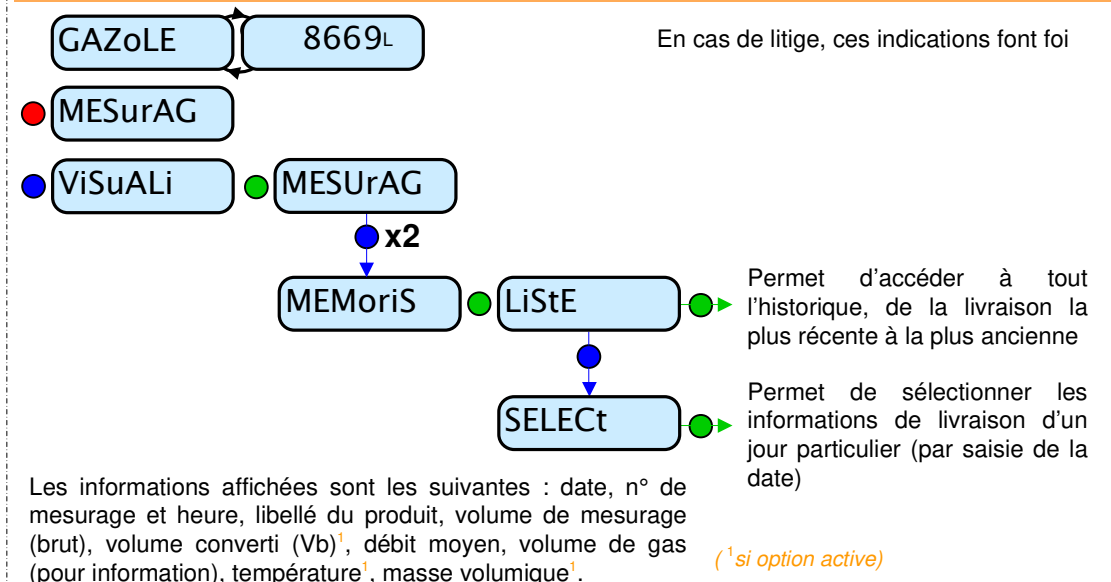 GAZoLE 8669L
En cas de litige, ces indications font foi
MESurAG
ViSuALi MESUrAG
x2
MEMoriS LiStE
Permet d'accéder à tout
l'historique, de la livraison la
plus récente à la plus ancienne
SELECt
Permet de sélectionner les
informations de livraison d'un
jour particulier (par saisie de la
date)
Les informations affichées sont les suivantes : date, n° de
mesurage et heure, libellé du produit, volume de mesurage
(brut), volume converti (Vb)¹, débit moyen, volume de gas
(pour information), température¹, masse volumique¹.
(¹si option active)